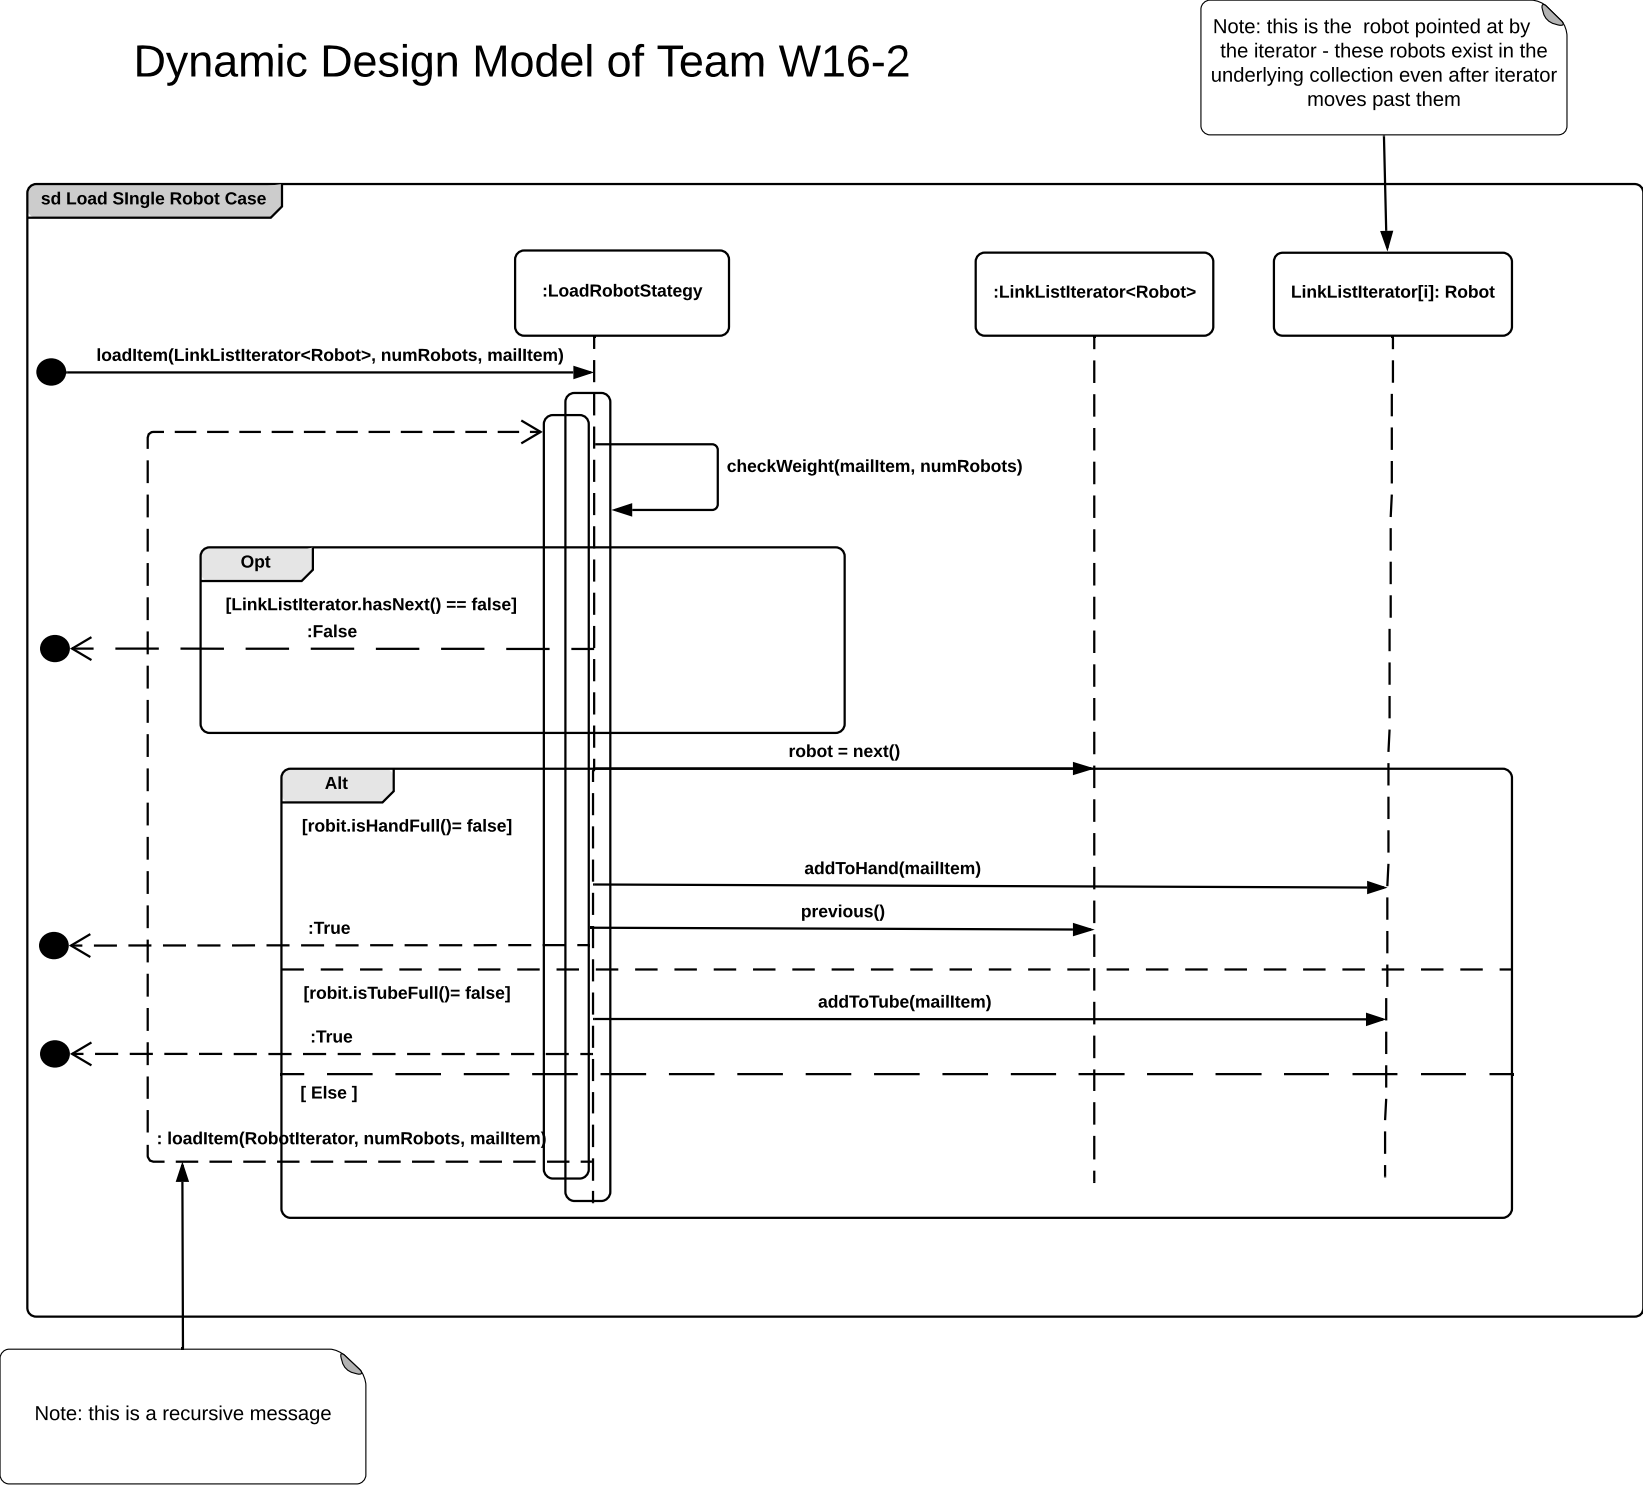 Dynamic Design Model of Team W16-2
Note: this is the  robot pointed at by
the iterator - these robots exist in the
underlying collection even after iterator
moves past them
sd Load SIngle Robot Case
:LoadRobotStategy
:LinkListIterator<Robot>
LinkListIterator[i]: Robot
loadItem(LinkListIterator<Robot>, numRobots, mailItem)
checkWeight(mailItem, numRobots)
Opt
[LinkListIterator.hasNext() == false]
:False
robot = next()
Alt
[robit.isHandFull()= false]
addToHand(mailItem)
previous()
:True
[robit.isTubeFull()= false]
addToTube(mailItem)
:True
[ Else ]
: loadItem(RobotIterator, numRobots, mailItem)
Note: this is a recursive message